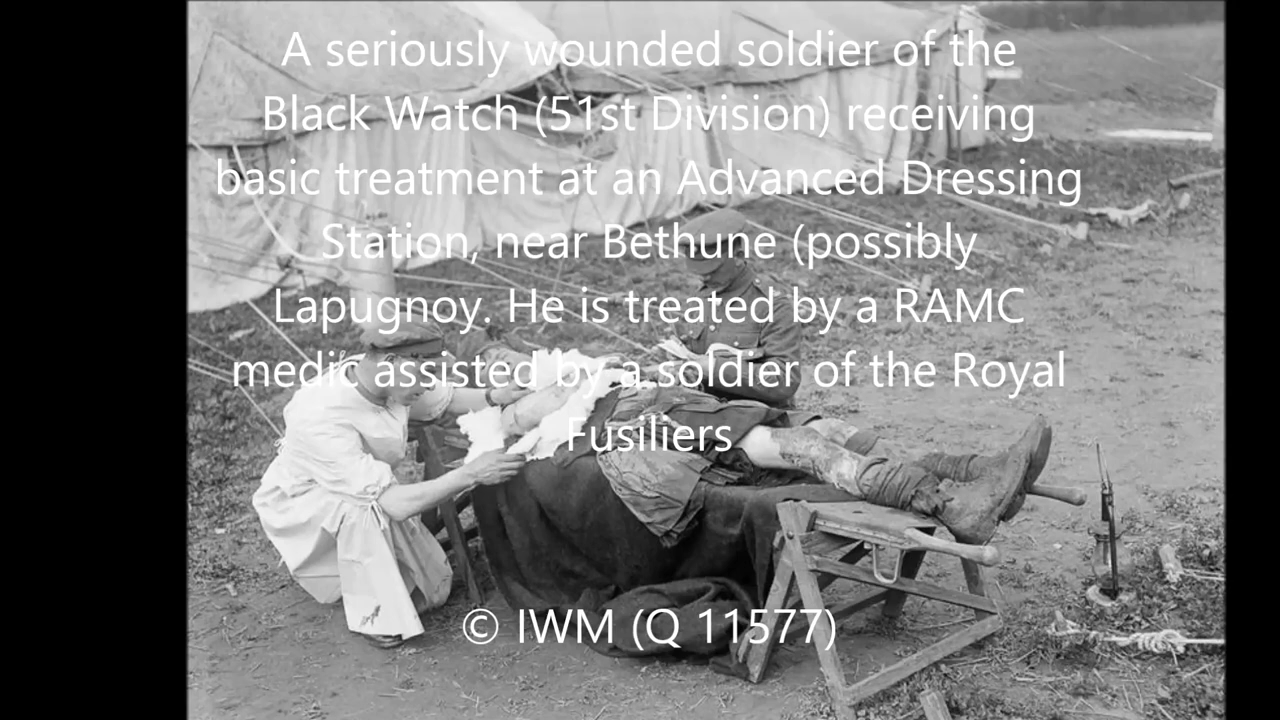 A seriously wounded soldier of the
Black Watch (51st Division) receiving
basic treatment at an Advanced Dressing
Station, near Bethune (possibly
Lapugnoy. He is treated by a RAMC
medic assisted by a soldier of the Royal
Fusiliers
© IWM (Q 11577)